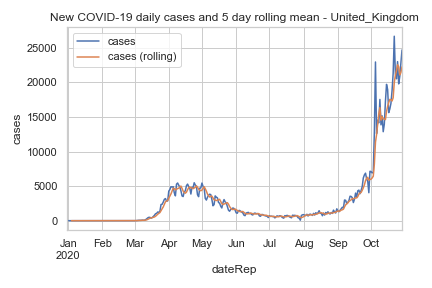 New COVID-19 daily cases and 5 day rolling mean - United_Kingdom
cases
cases (rolling)
25000
20000
15000
10000
5000
0
cases
Jan Feb Mar Apr May Jun Jul Aug Sep Oct
2020
dateRep